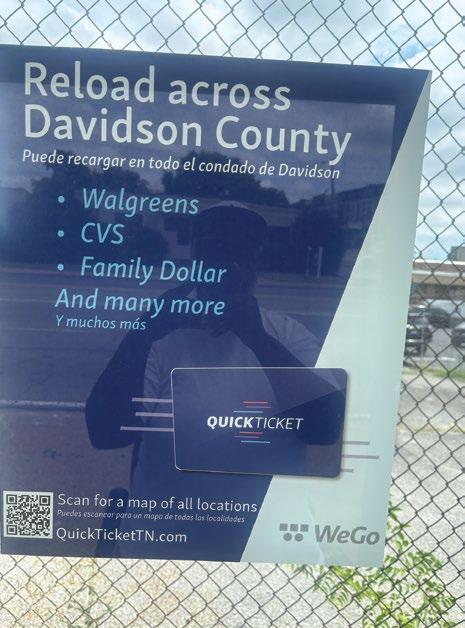 Reload across
Davidson County
Puede recargar en todo el condado de Davidson
• Walgreens
• CVS
• Family Dollar
And many more
Y muchos más
QUICKTICKET
Scan for a map of all locations
Puedes escancar para un mapa de todas las localidades
QuickTicketTN.com
WeGo